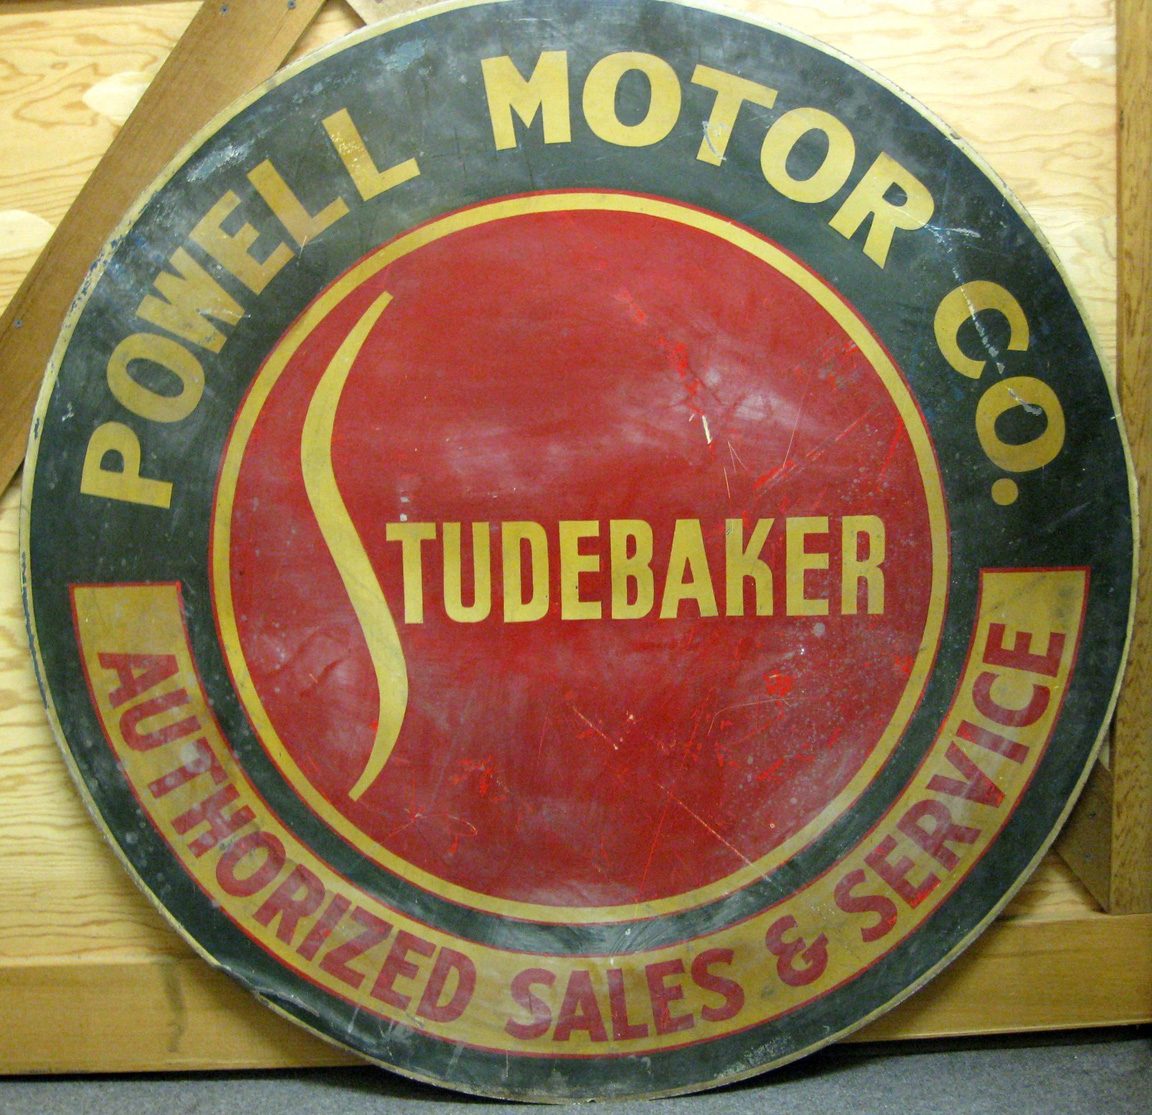 POWELL MOTOR CO.
STUDEBAKER
AUTHORIZED SALES & SERVICE